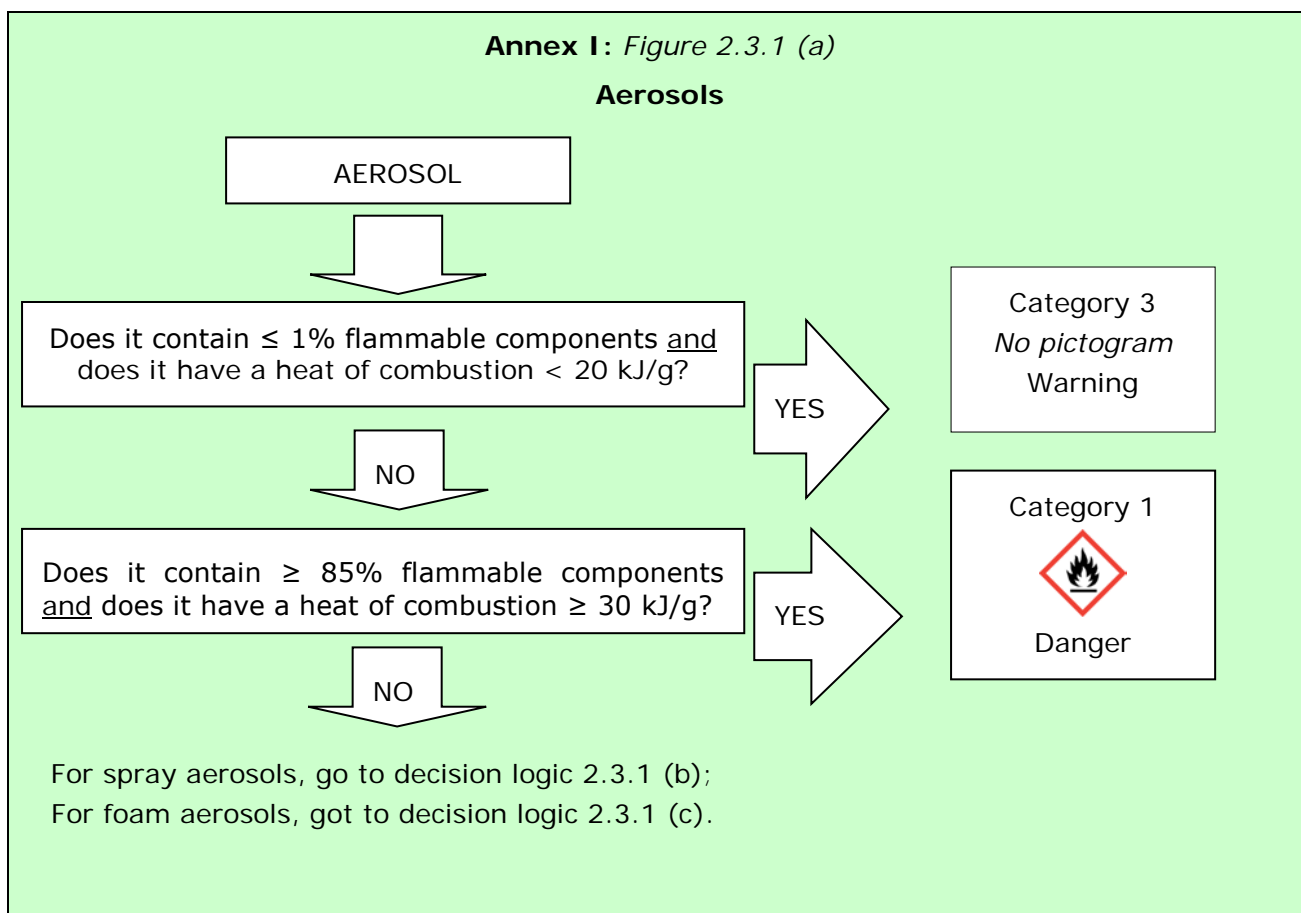 Annex I: Figure 2.3.1 (a)
Aerosols
AEROSOL
Does it contain ≤ 1% flammable components and
does it have a heat of combustion < 20 kJ/g?
YES
Category 3
No pictogram
Warning
NO
Does it contain ≥ 85% flammable components
and does it have a heat of combustion ≥ 30 kJ/g?
YES
Category 1
Danger
NO
For spray aerosols, go to decision logic 2.3.1 (b);
For foam aerosols, got to decision logic 2.3.1 (c).